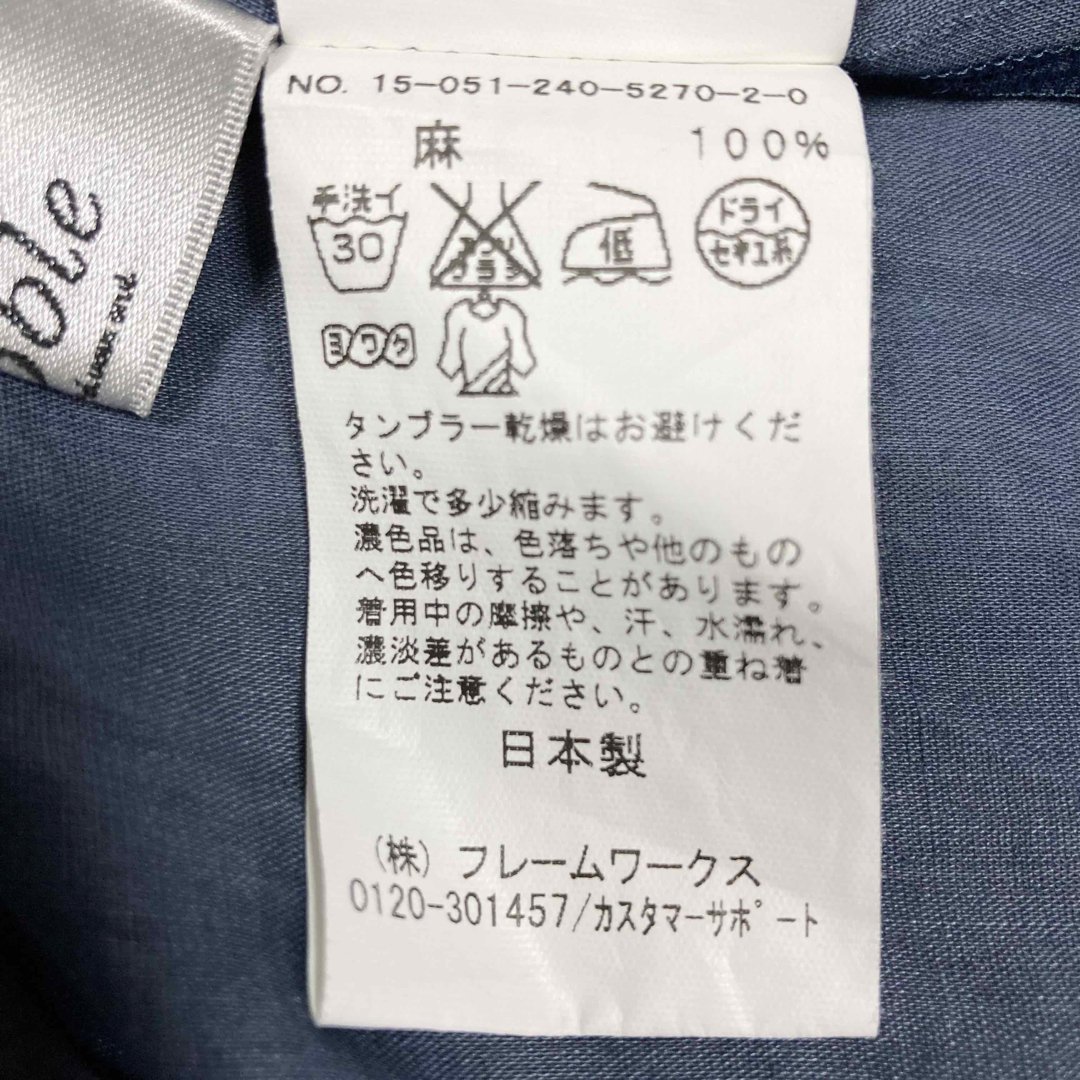 NO. 15-051-240-5270-2-0
麻 100%
手洗イ
30
エンソ
サラシ
低
ドライ
セキユ系
ヨワク
タンブラー乾燥はお避けくだ
さい。
洗濯で多少縮みます。
濃色品は、色落ちや他のもの
へ色移りすることがあります。
着用中の摩擦や、汗、水濡れ、
濃淡差があるものとの重ね着
にご注意ください。
日本製
(株)フレームワークス
0120-301457/カスタマーサポート